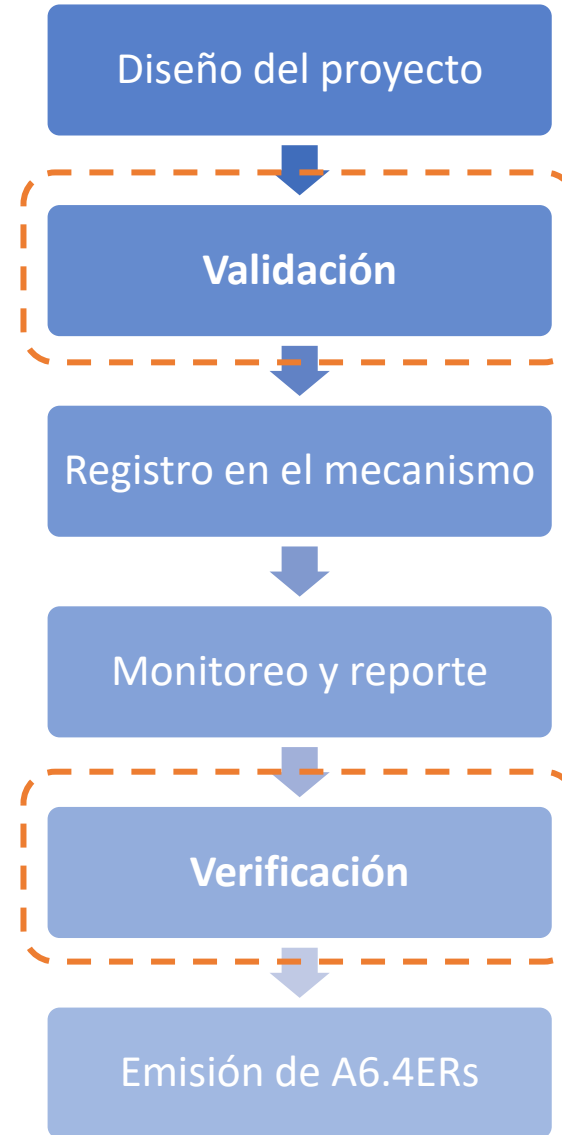 Diseño del proyecto
Validación
Registro en el mecanismo
Monitoreo y reporte
Verificación
Emisión de A6.4ERs